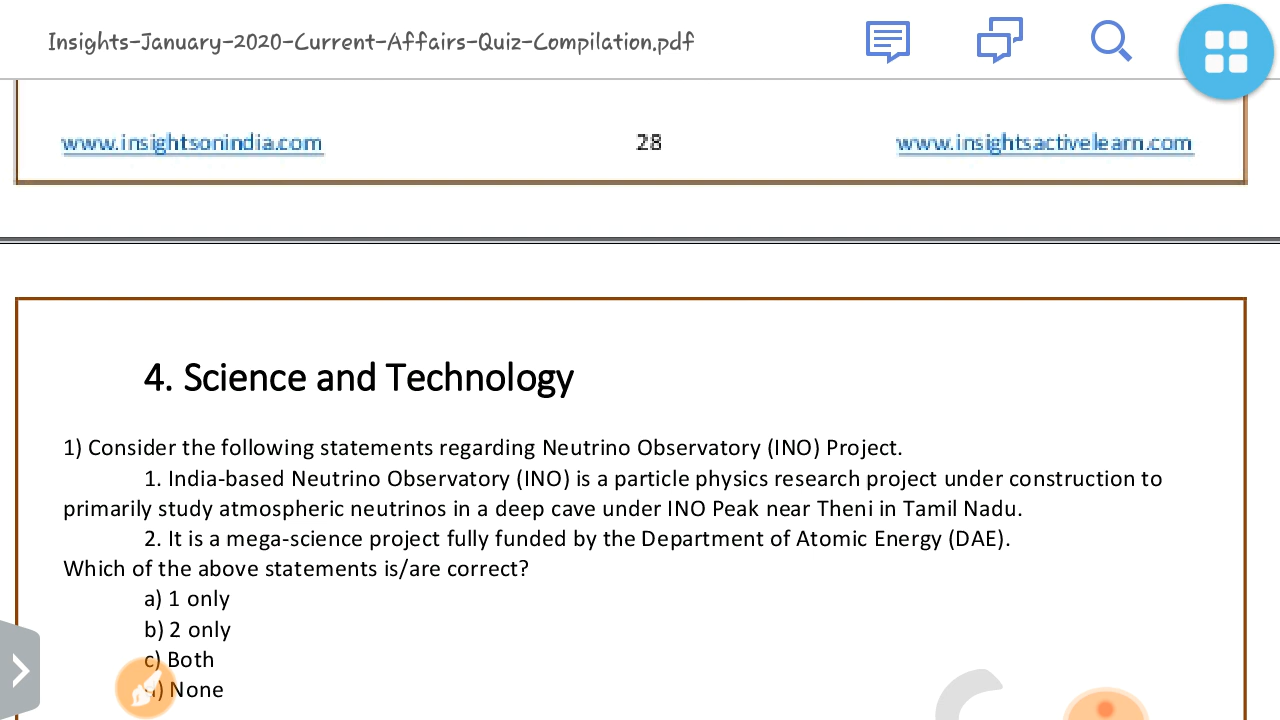 Insights-January-2020-Current-Affairs-Quiz-Compilation.pdf
www.insightsonindia.com 28 www.insightsactivelearn.com
4. Science and Technology
1) Consider the following statements regarding Neutrino Observatory (INO) Project.
1. India-based Neutrino Observatory (INO) is a particle physics research project under construction to
primarily study atmospheric neutrinos in a deep cave under INO Peak near Theni in Tamil Nadu.
2. It is a mega-science project fully funded by the Department of Atomic Energy (DAE).
Which of the above statements is/are correct?
a) 1 only
b) 2 only
c) Both
d) None